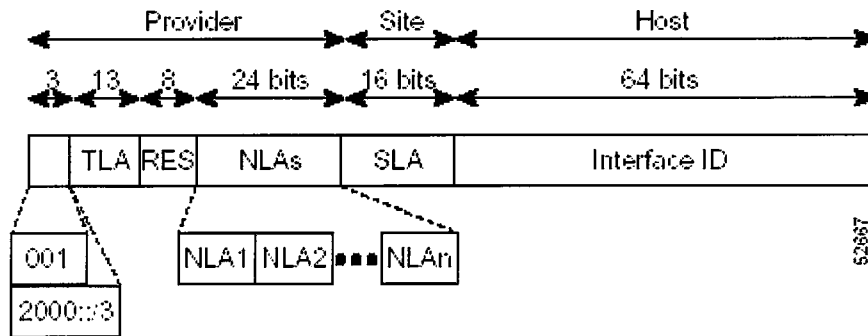 Provider Site Host
3 13 8 24 bits 16 bits 64 bits
TLA RES NLAs SLA Interface ID
001 NLA1 NLA2 NLAn
2000::/3
52667